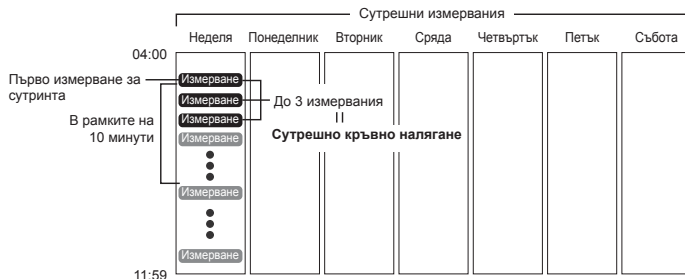 Сутрешни измервания
Неделя Понеделник Вторник Сряда Четвъртък Петък Събота
04:00
Първо измерване за
сутринта
В рамките на
10 минути
Измерване
Измерване
Измерване
Измерване
Измерване
Измерване
До 3 измервания
Сутрешно кръвно налягане
11:59